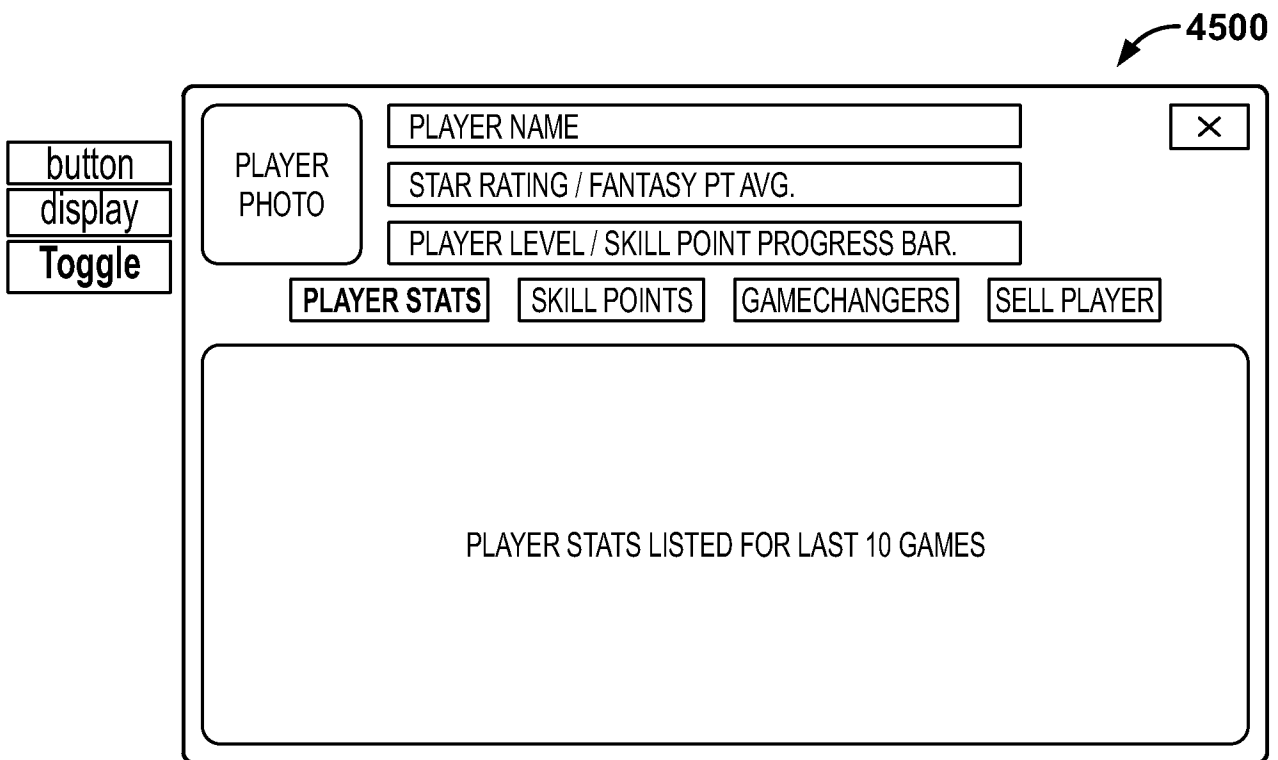 4500
button
display
Toggle
PLAYER
PHOTO
PLAYER NAME
×
STAR RATING / FANTASY PT AVG.
PLAYER LEVEL / SKILL POINT PROGRESS BAR.
PLAYER STATS
SKILL POINTS
GAMECHANGERS
SELL PLAYER
PLAYER STATS LISTED FOR LAST 10 GAMES